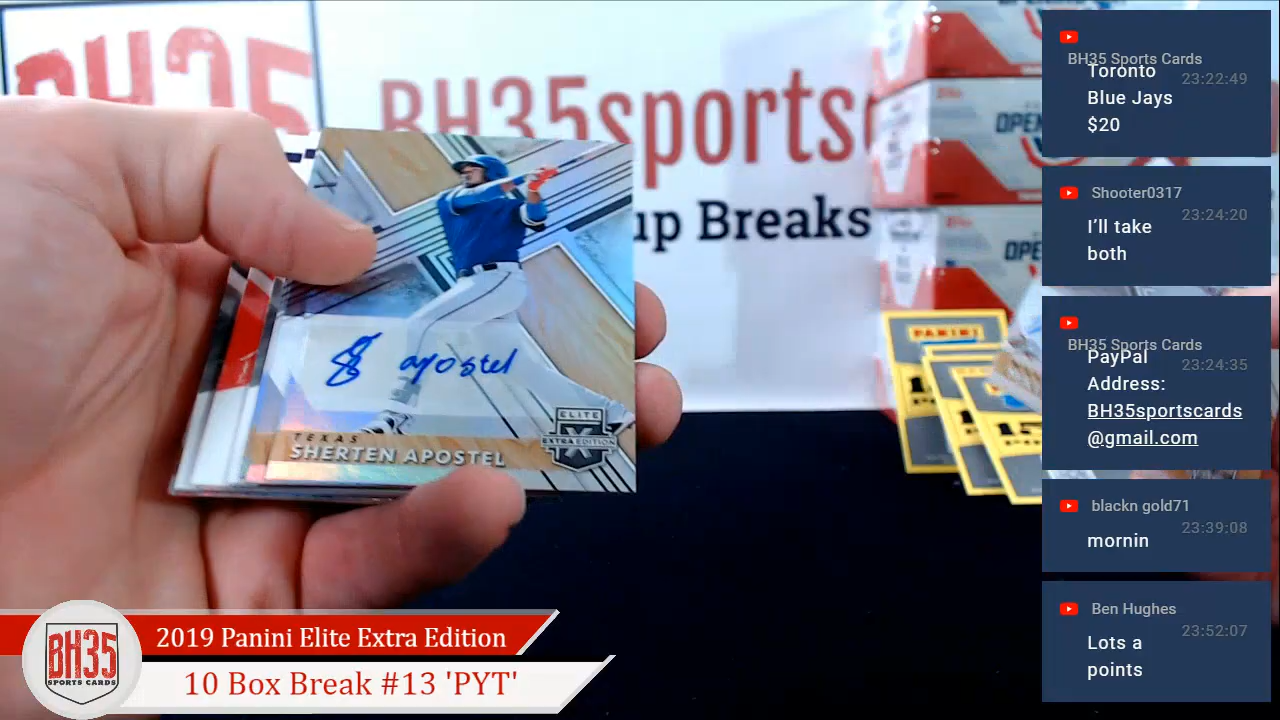 BH35
BH35sports
up Breaks
OPEN
OPE
OPE
PANINI
15
S apostel
TEXAS
SHERTEN APOSTEL
ELITE
X
EXTRA EDITION
BH35
SPORTS CARDS
2019 Panini Elite Extra Edition
10 Box Break #13 'PYT'
BH35 Sports Cards
23:22:49
Toronto
Blue Jays
$20
Shooter0317
23:24:20
I'll take
both
BH35 Sports Cards
23:24:35
PayPal
Address:
BH35sportscards
@gmail.com
blackn gold71
23:39:08
mornin
Ben Hughes
23:52:07
Lots a
points